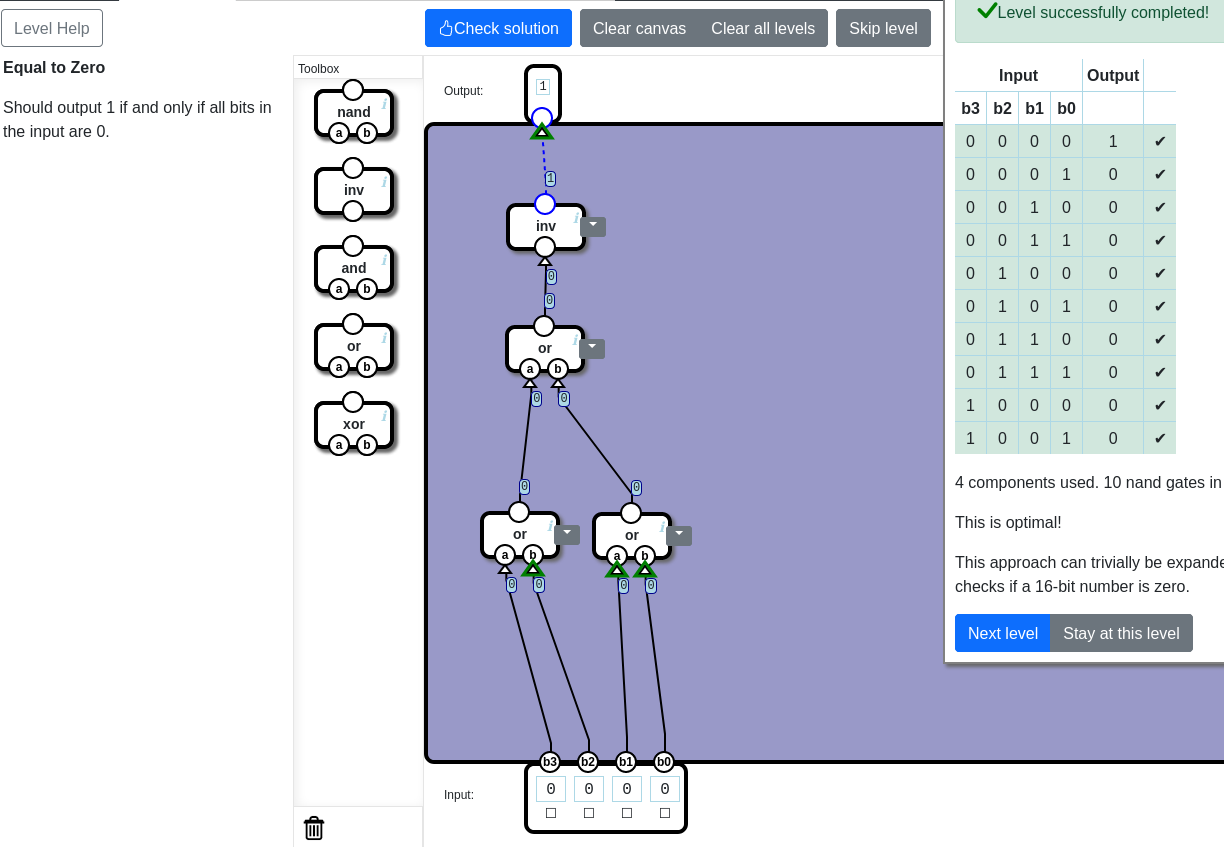 Level Help
Check solution
Clear canvas
Clear all levels
Skip level
Equal to Zero
Should output 1 if and only if all bits in
the input are 0.
Toolbox
nand
a b
inv
and
a b
or
a b
xor
a b
Output:
1
1
inv
0
0
or
a b
0 0
0 0
or or
a b a b
0 0 0 0
b3 b2 b1 b0
Input:
0 0 0 0
Level successfully completed!
Input Output
b3 b2 b1 b0
0 0 0 0 1 ✔
0 0 0 1 0 ✔
0 0 1 0 0 ✔
0 0 1 1 0 ✔
0 1 0 0 0 ✔
0 1 0 1 0 ✔
0 1 1 0 0 ✔
0 1 1 1 0 ✔
1 0 0 0 0 ✔
1 0 0 1 0 ✔
4 components used. 10 nand gates in
This is optimal!
This approach can trivially be expande
checks if a 16-bit number is zero.
Next level
Stay at this level